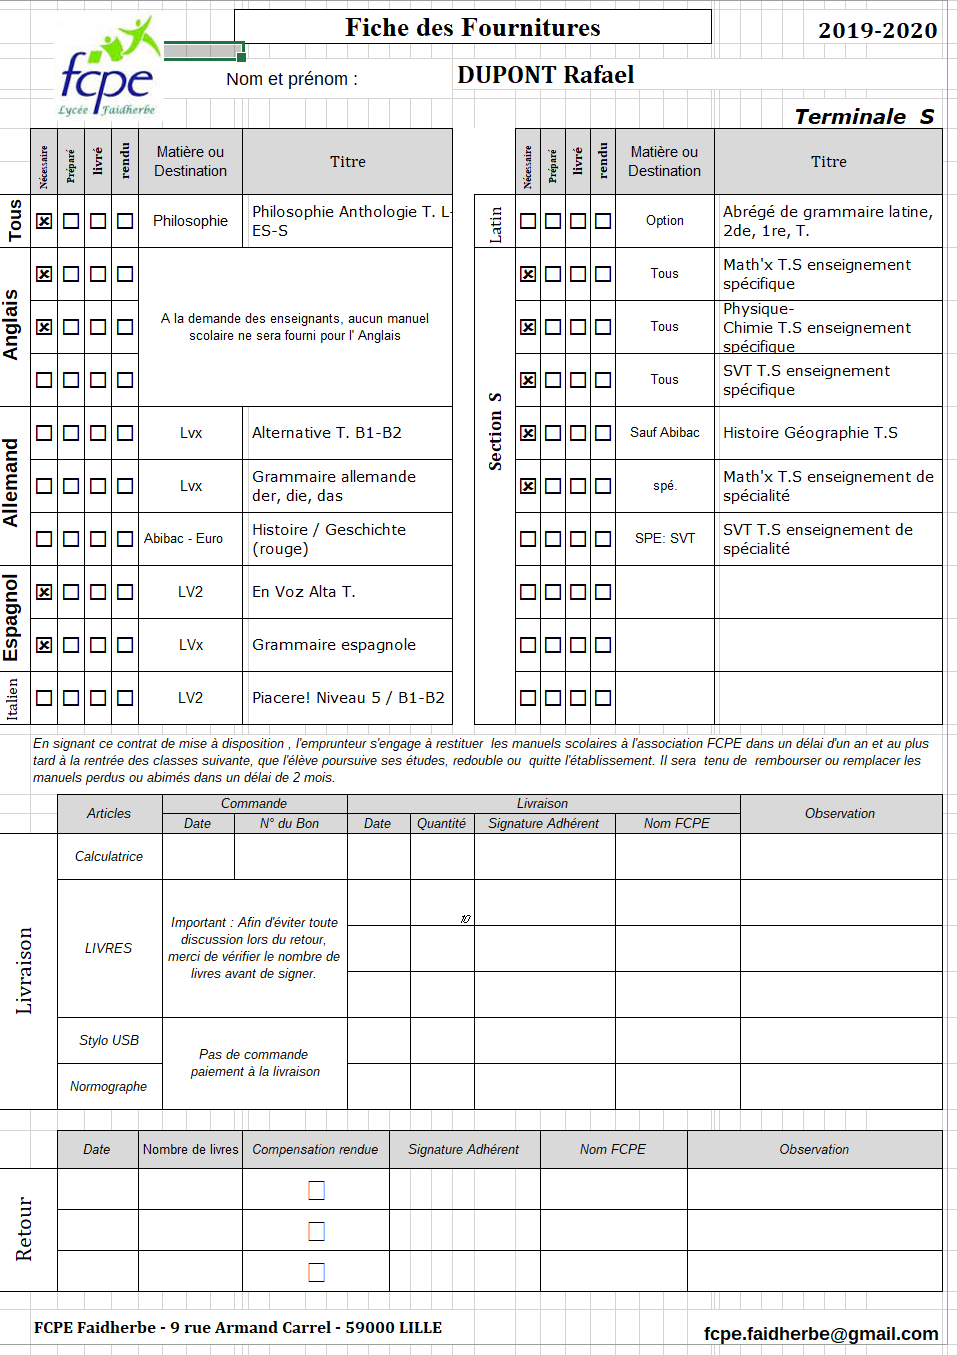 fcpe
Lycée Faidherbe
Fiche des Fournitures
2019-2020
Nom et prénom :
DUPONT Rafael
Terminale S
Nécessaire
Préparé
livré
rendu
Matière ou
Destination
Titre
Tous
Philosophie
Philosophie Anthologie T. L-
ES-S
Anglais
A la demande des enseignants, aucun manuel
scolaire ne sera fourni pour l' Anglais
Allemand
Lvx
Alternative T. B1-B2
Lvx
Grammaire allemande
der, die, das
Abibac - Euro
Histoire / Geschichte
(rouge)
Espagnol
LV2
En Voz Alta T.
LVx
Grammaire espagnole
Italien
LV2
Piacere! Niveau 5 / B1-B2
Nécessaire
Préparé
livré
rendu
Matière ou
Destination
Titre
Latin
Option
Abrégé de grammaire latine,
2de, 1re, T.
Section S
Tous
Math'x T.S enseignement
spécifique
Tous
Physique-
Chimie T.S enseignement
spécifique
Tous
SVT T.S enseignement
spécifique
Sauf Abibac
Histoire Géographie T.S
spé.
Math'x T.S enseignement de
spécialité
SPE: SVT
SVT T.S enseignement de
spécialité
En signant ce contrat de mise à disposition , l'emprunteur s'engage à restituer les manuels scolaires à l'association FCPE dans un délai d'un an et au plus
tard à la rentrée des classes suivante, que l'élève poursuive ses études, redouble ou quitte l'établissement. Il sera tenu de rembourser ou remplacer les
manuels perdus ou abimés dans un délai de 2 mois.
Articles
Commande
Livraison
Observation
Date
N° du Bon
Date
Quantité
Signature Adhérent
Nom FCPE
Livraison
Calculatrice
LIVRES
Important : Afin d'éviter toute
discussion lors du retour,
merci de vérifier le nombre de
livres avant de signer.
10
Stylo USB
Pas de commande
paiement à la livraison
Normographe
Date
Nombre de livres
Compensation rendue
Signature Adhérent
Nom FCPE
Observation
Retour
FCPE Faidherbe - 9 rue Armand Carrel - 59000 LILLE
fcpe.faidherbe@gmail.com